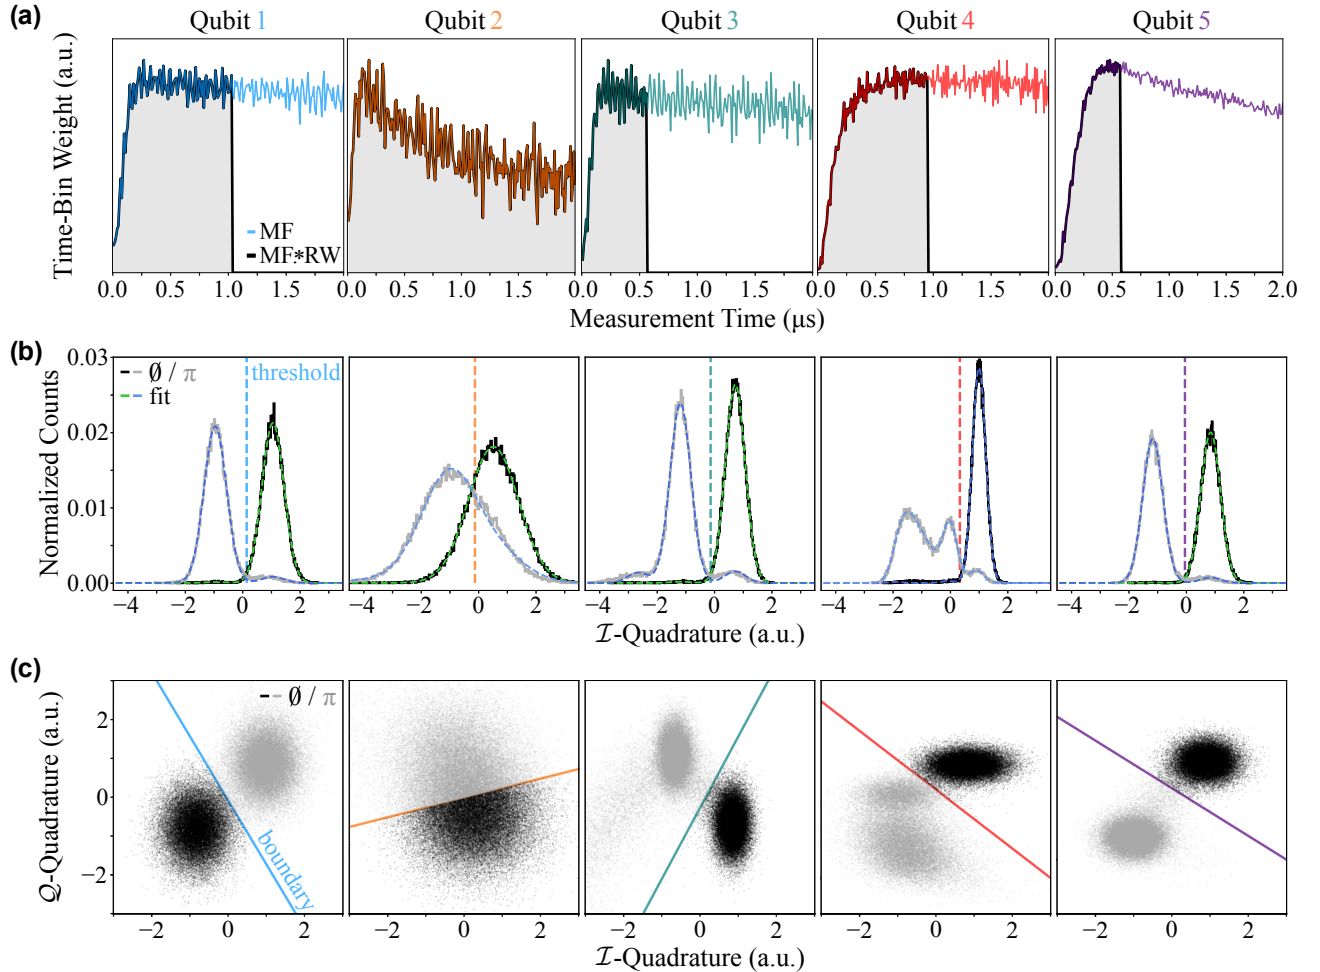 (a)
Qubit 1
Qubit 2
Qubit 3
Qubit 4
Qubit 5
Time-Bin Weight (a.u.)
MF
MF*RW
0.0 0.5 1.0 1.5
0.0 0.5 1.0 1.5
0.0 0.5 1.0 1.5
0.0 0.5 1.0 1.5
0.0 0.5 1.0 1.5 2.0
Measurement Time (μs)
(b)
Normalized Counts
0.03
0.02
0.01
0.00
∅ / π
fit
threshold
−4 −2 0 2
−4 −2 0 2
−4 −2 0 2
−4 −2 0 2
−4 −2 0 2
ℐ-Quadrature (a.u.)
(c)
𝒬-Quadrature (a.u.)
2
0
−2
∅ / π
boundary
−2 0 2
−2 0 2
−2 0 2
−2 0 2
−2 0 2
ℐ-Quadrature (a.u.)